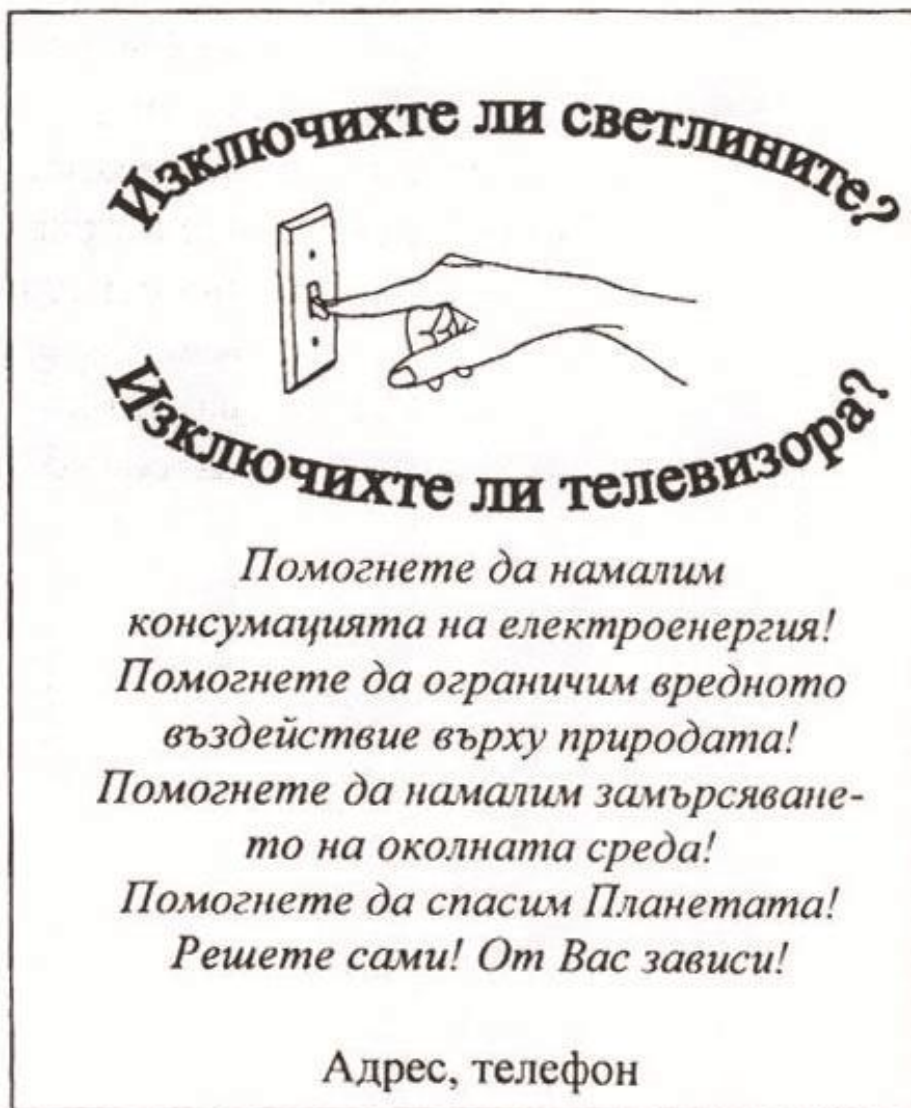 Изключихте ли светлините?
Изключихте ли телевизора?
Помогнете да намалим
консумацията на електроенергия!
Помогнете да ограничим вредното
въздействие върху природата!
Помогнете да намалим замърсяване-
то на околната среда!
Помогнете да спасим Планетата!
Решете сами! От Вас зависи!
Адрес, телефон